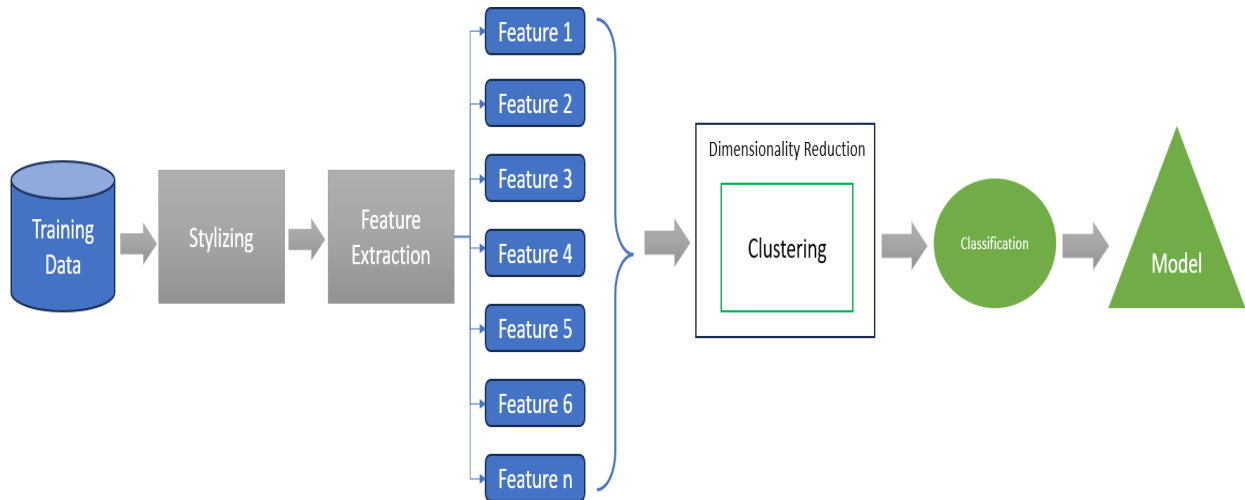 Training
Data
Stylizing
Feature
Extraction
Feature 1
Feature 2
Feature 3
Feature 4
Feature 5
Feature 6
Feature n
Dimensionality Reduction
Clustering
Classification
Model